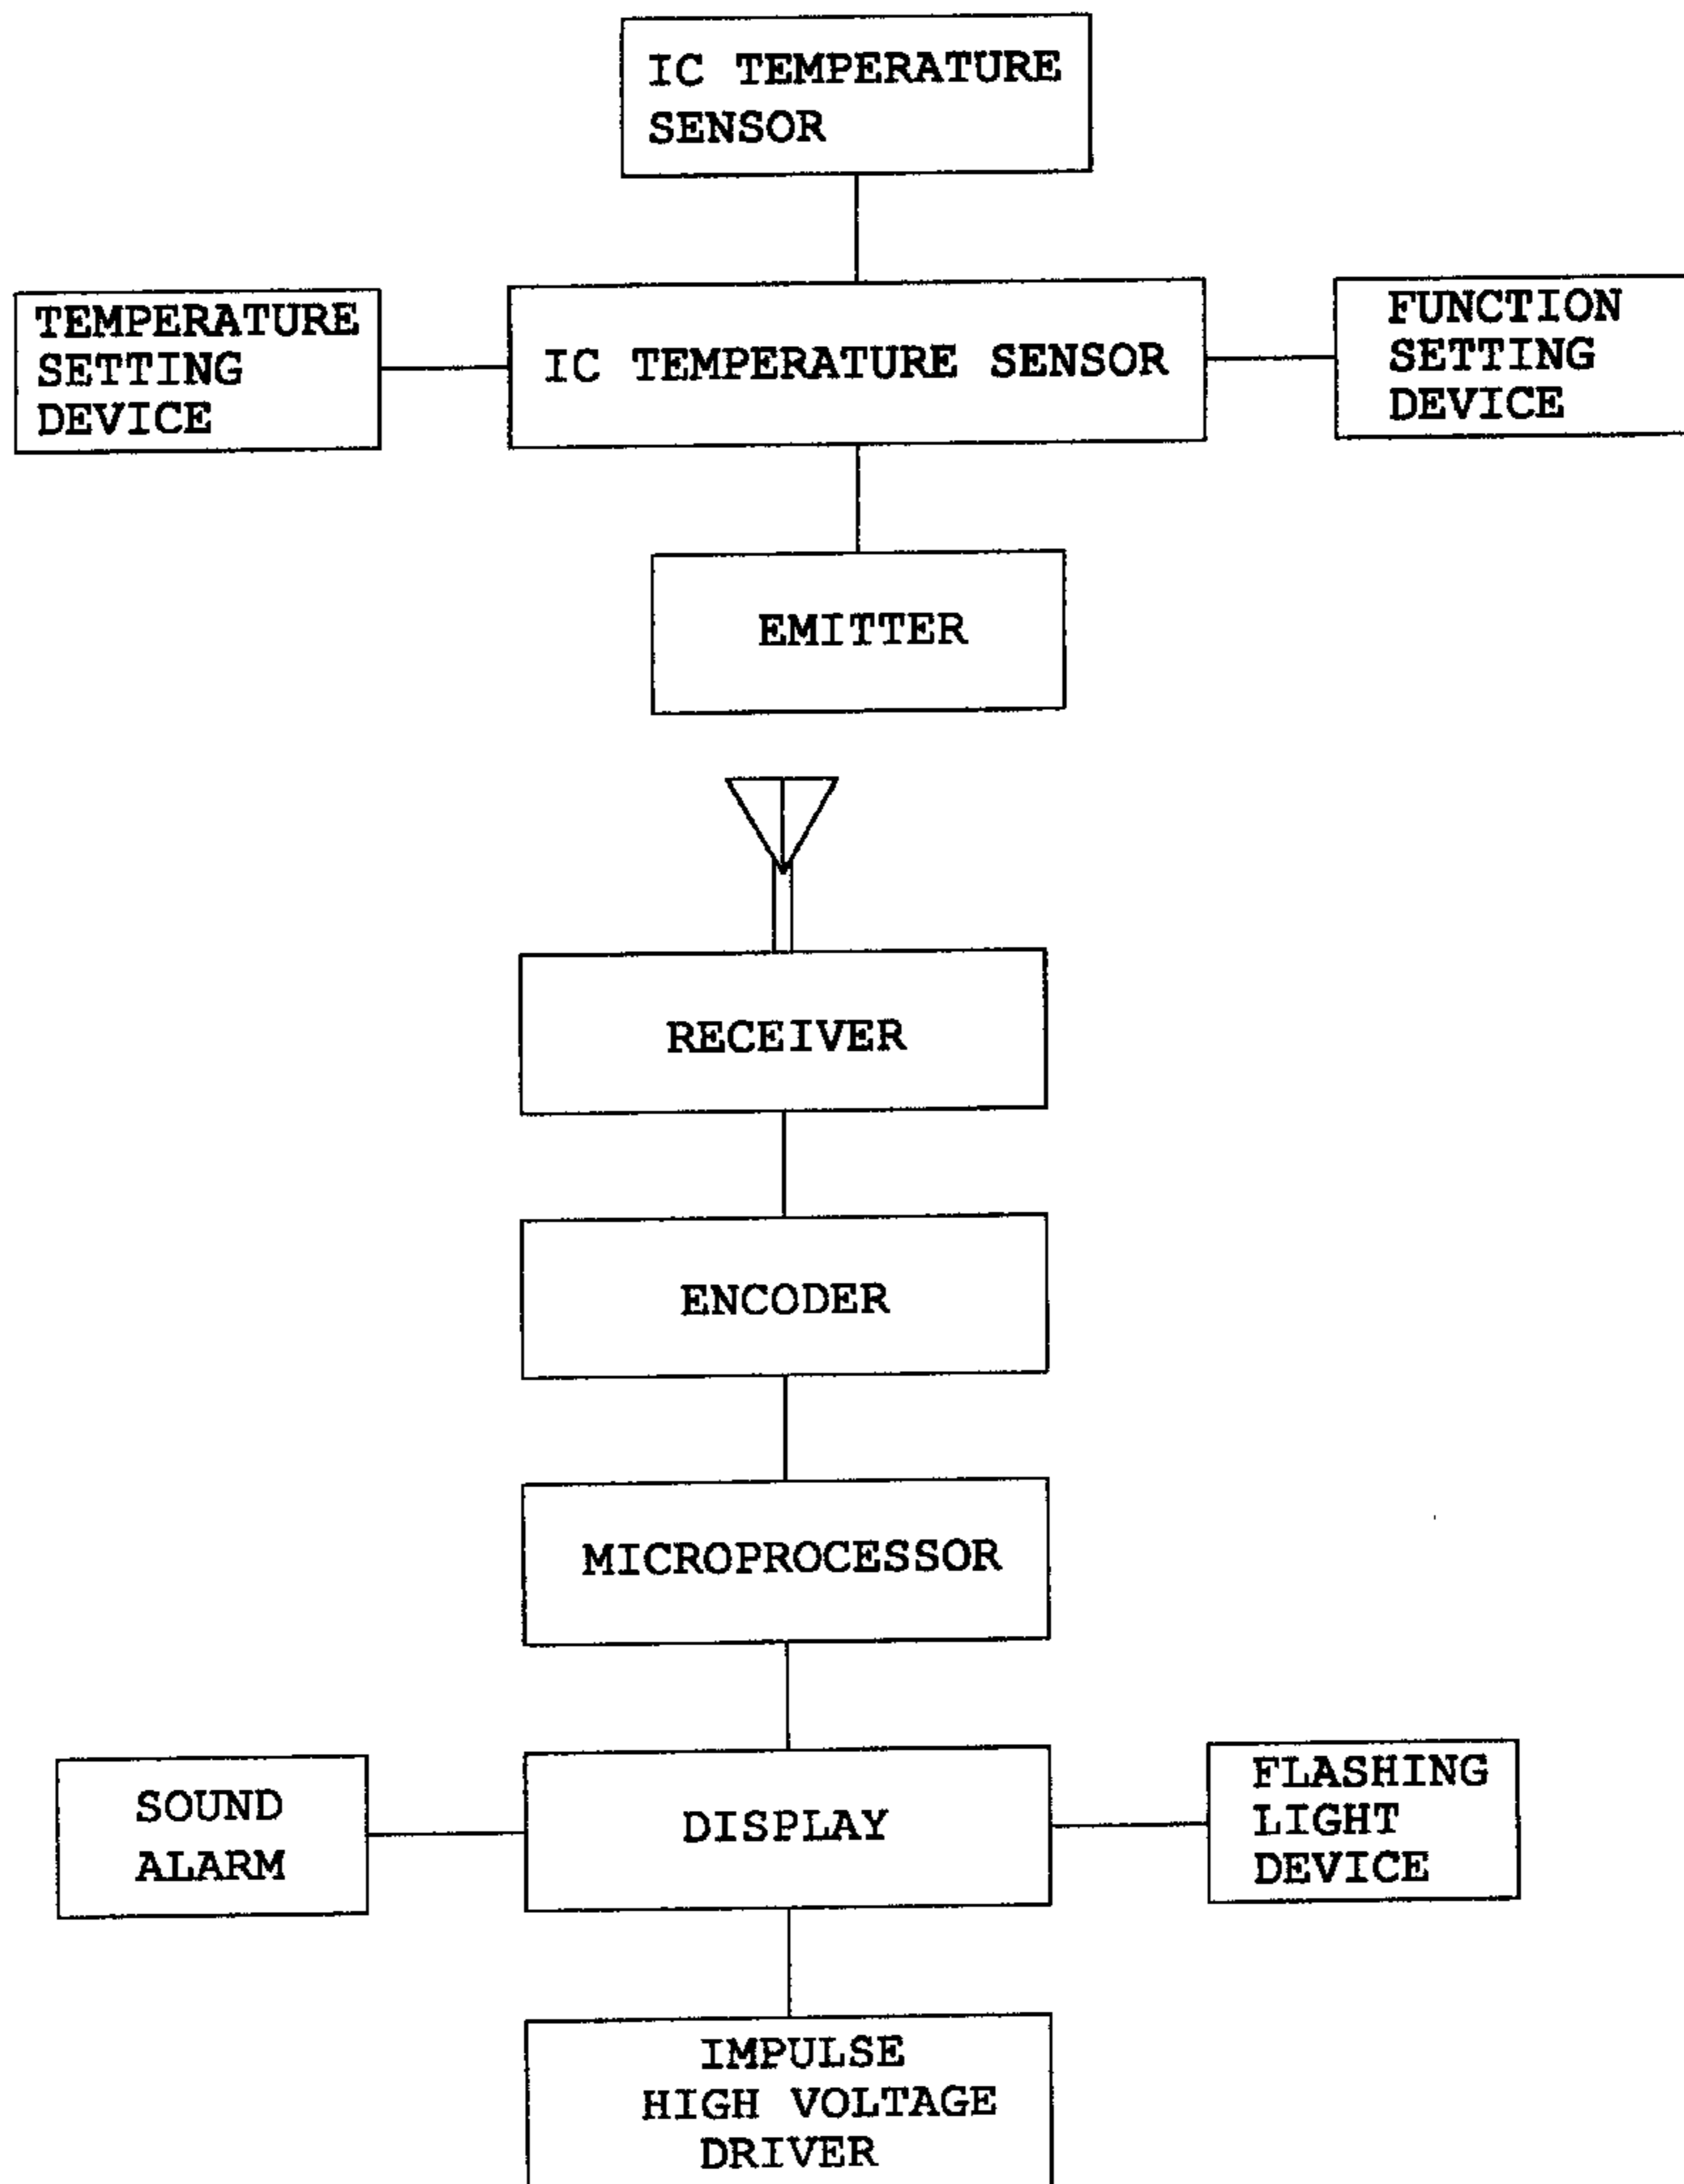 IC TEMPERATURE
SENSOR
TEMPERATURE
SETTING
DEVICE
IC TEMPERATURE SENSOR
FUNCTION
SETTING
DEVICE
EMITTER
RECEIVER
ENCODER
MICROPROCESSOR
SOUND
ALARM
DISPLAY
FLASHING
LIGHT
DEVICE
IMPULSE
HIGH VOLTAGE
DRIVER